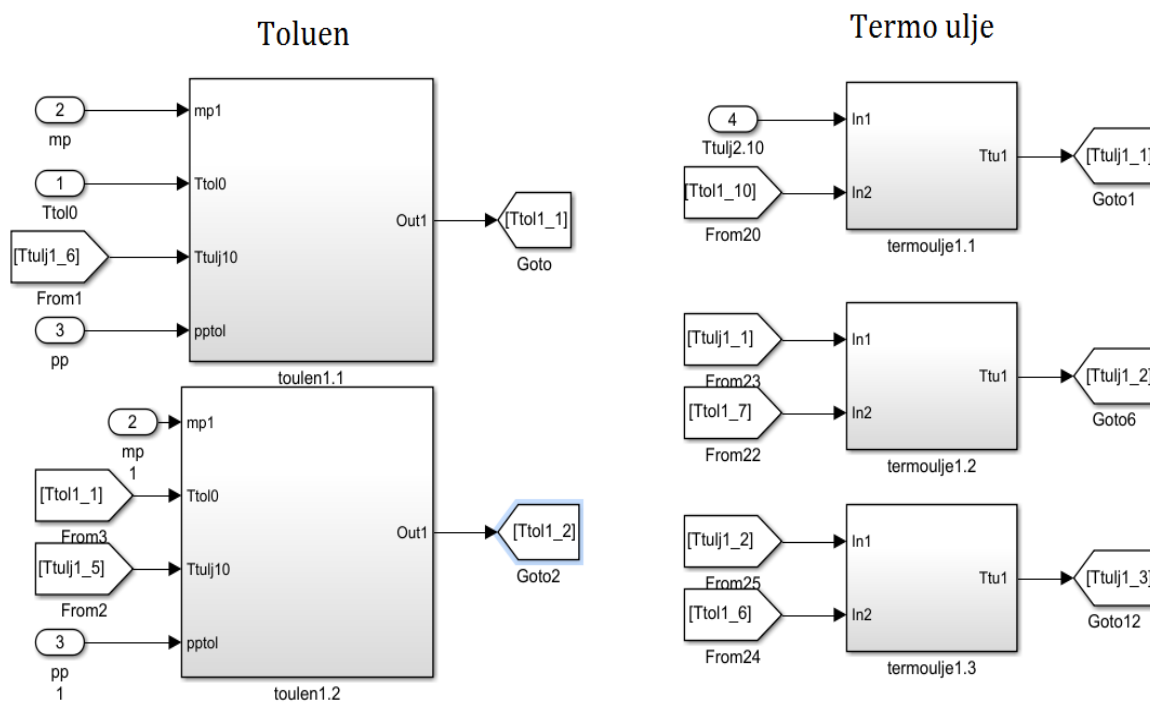 Toluen
2
mp
1
Ttol0
[Ttulj1_6]
From1
3
pp
mp1
Ttol0
Ttulj10
pptol
Out1
toulen1.1
[Ttol1_1]
Goto
2
mp
1
[Ttol1_1]
From3
[Ttulj1_5]
From2
3
pp
1
mp1
Ttol0
Ttulj10
pptol
Out1
toulen1.2
[Ttol1_2]
Goto2
Termo ulje
4
Ttulj2.10
[Ttol1_10]
From20
In1
In2
Ttu1
termoulje1.1
[Ttulj1_1]
Goto1
[Ttulj1_1]
From23
[Ttol1_7]
From22
In1
In2
Ttu1
termoulje1.2
[Ttulj1_2]
Goto6
[Ttulj1_2]
From25
[Ttol1_6]
From24
In1
In2
Ttu1
termoulje1.3
[Ttulj1_3]
Goto12